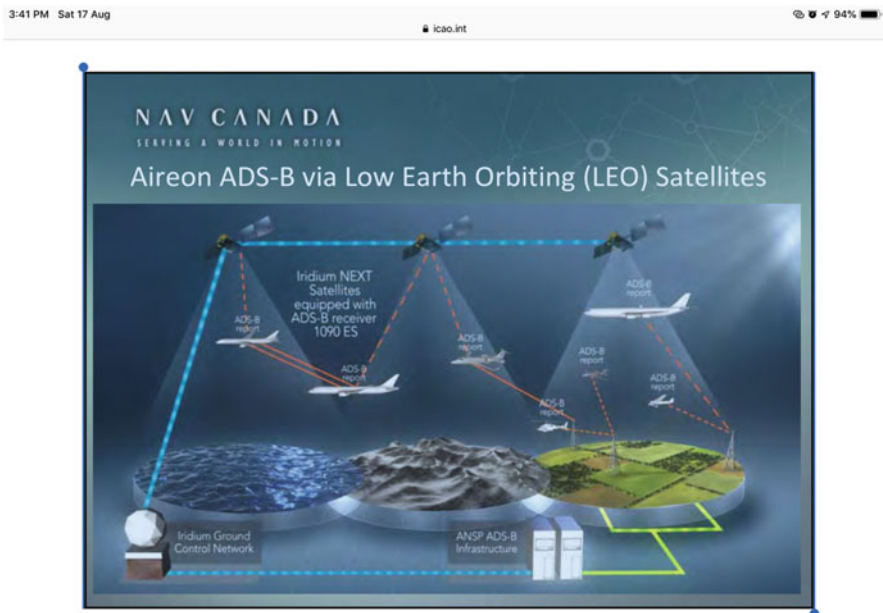 3:41 PM Sat 17 Aug
94%
icao.int
NAV CANADA
SERVING A WORLD IN MOTION
Aireon ADS-B via Low Earth Orbiting (LEO) Satellites
Iridium NEXT
Satellites
equipped with
ADS-B receiver
1090 ES
ADS-B
report
ADS-B
report
ADS-B
report
ADS-B
report
ADS-B
report
ADS-B
report
ADS-B
report
Iridium Ground
Control Network
ANSP ADS-B
Infrastructure